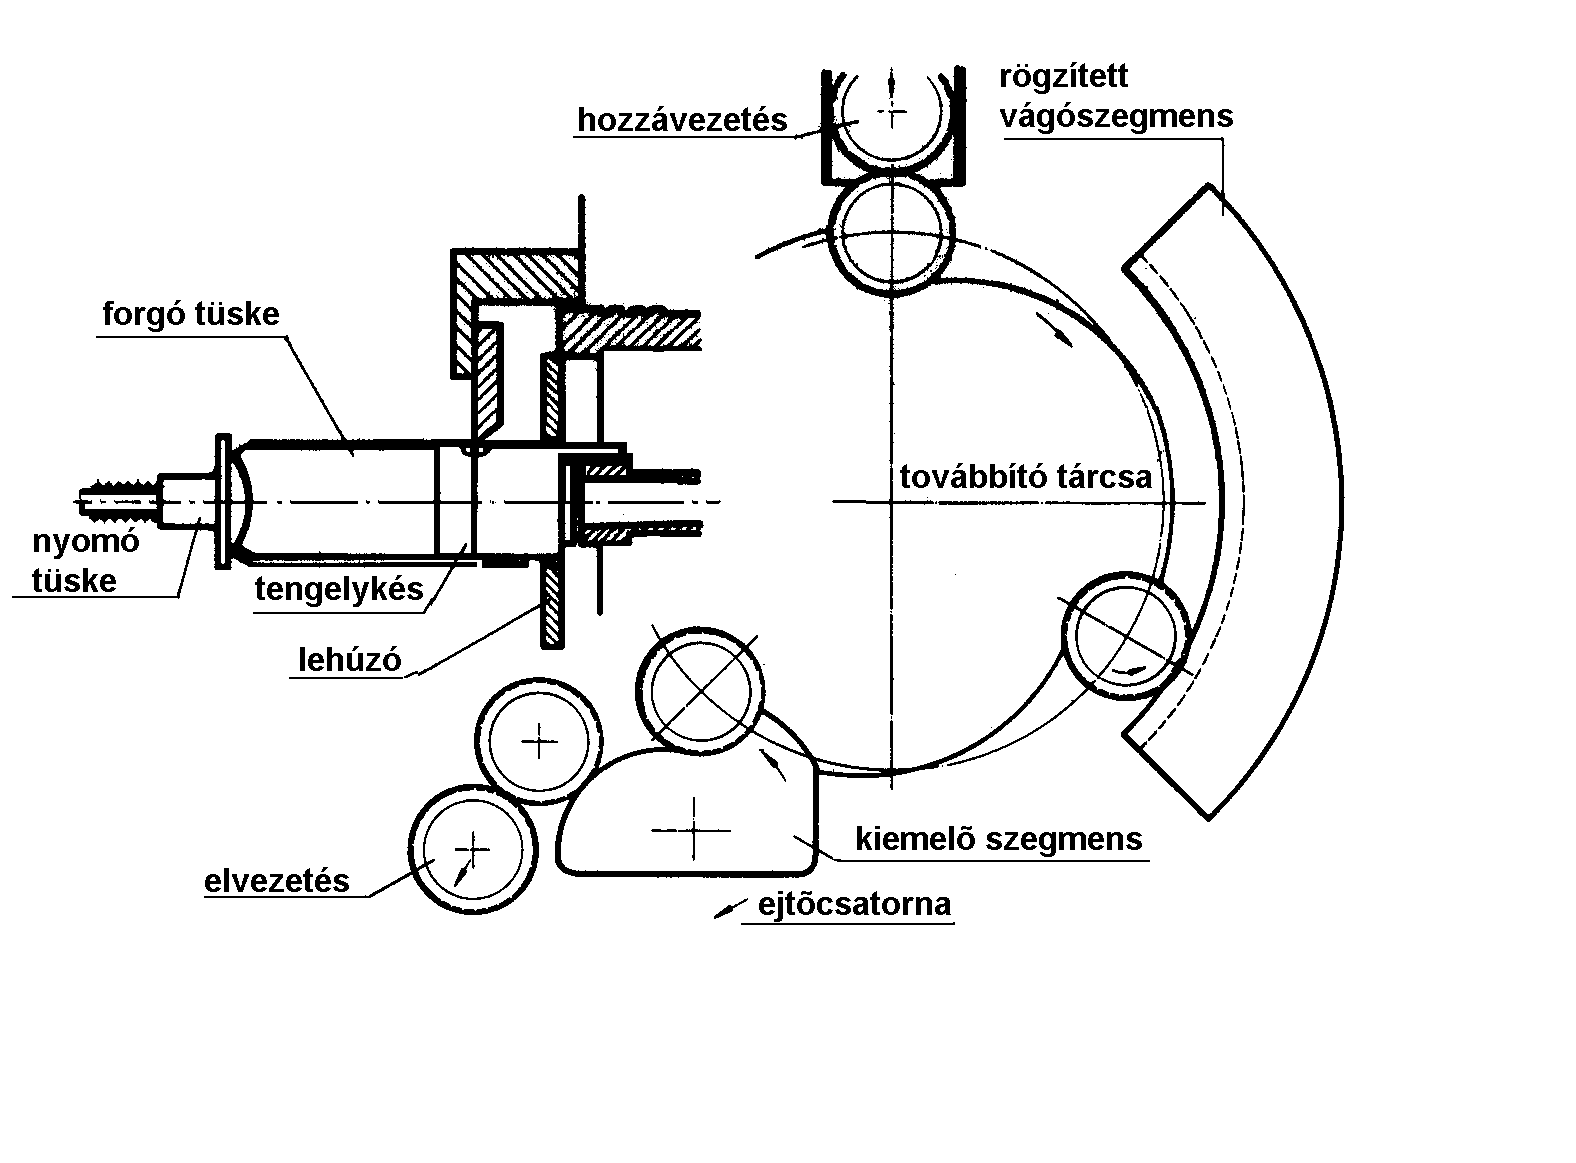 rögzített
vágószegmens
hozzávezetés
forgó tüske
továbbító tárcsa
nyomó
tüske
tengelykés
lehúzó
kiemelõ szegmens
elvezetés
ejtõcsatorna